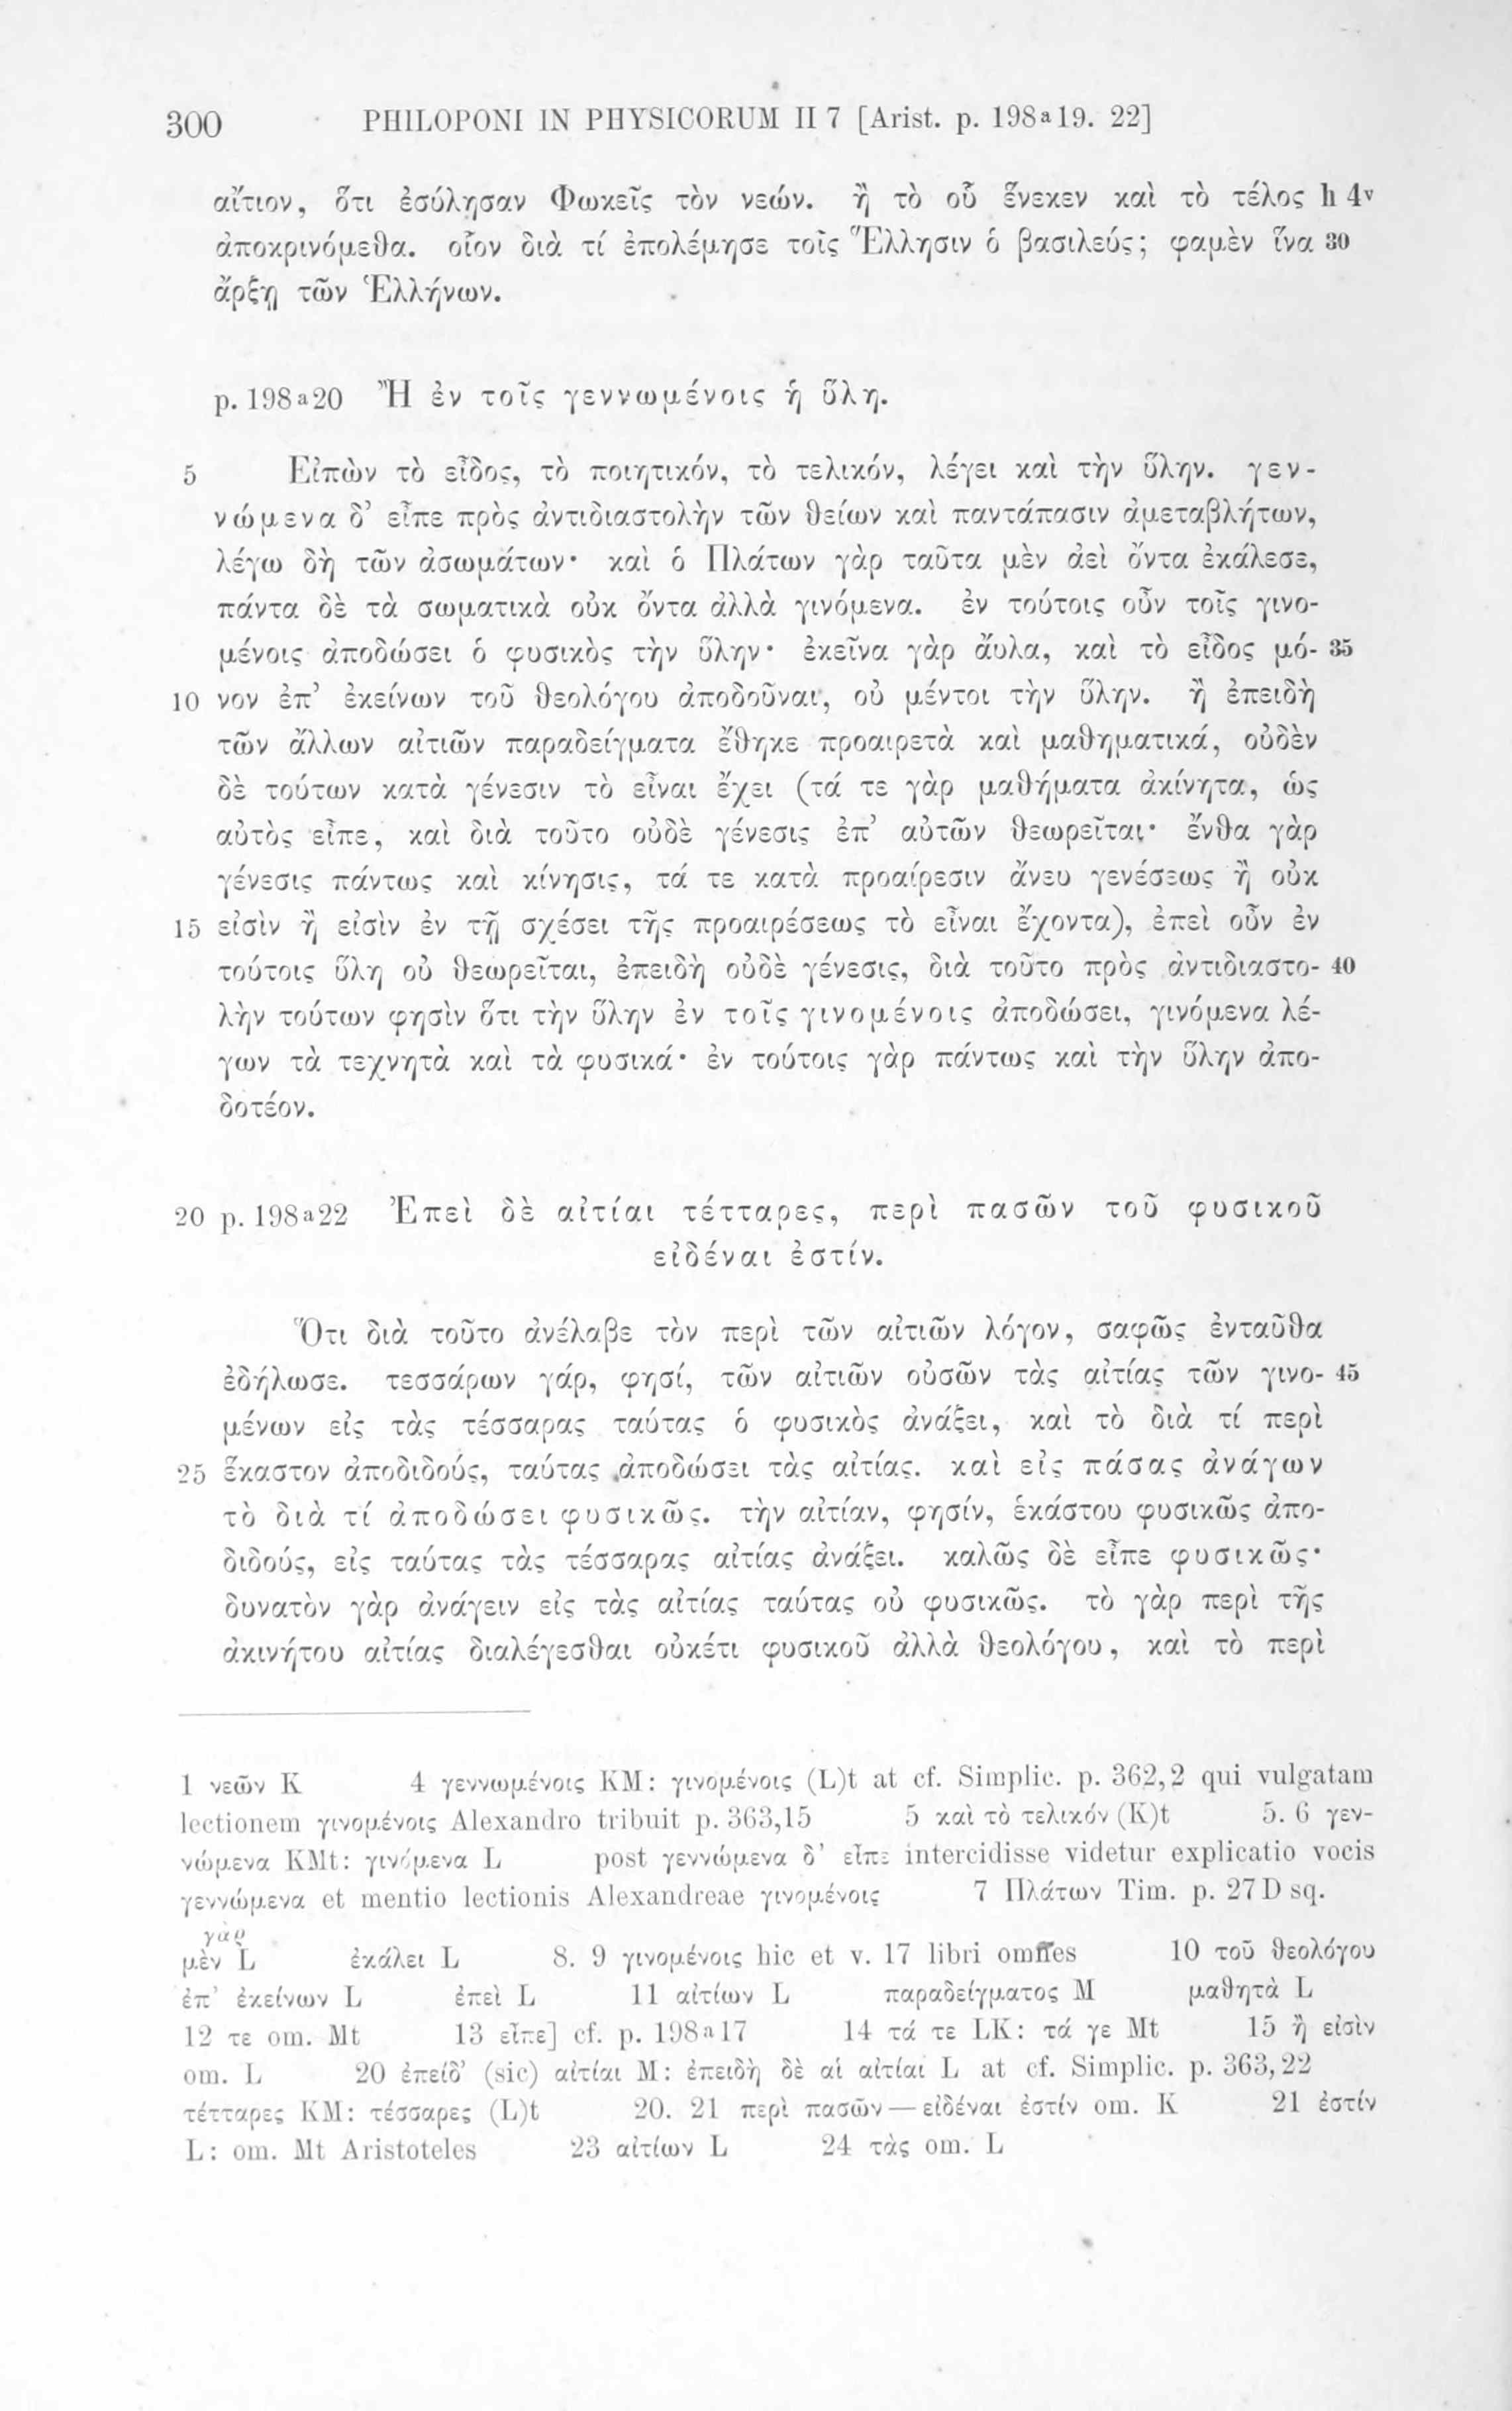 300 PHILOPONI IN PHYSICORUM II 7 [Arist. p. 198ᵃ19. 22]
αἴτιον, ὅτι ἐσύλησαν Φωκεῖς τὸν νεών. ἢ τὸ οὗ ἕνεκεν καὶ τὸ τέλος h 4ᵛ
ἀποκρινόμεθα. οἷον διὰ τί ἐπολέμησε τοῖς Ἕλλησιν ὁ βασιλεύς; φαμὲν ἵνα 30
ἄρξῃ τῶν Ἑλλήνων.
p. 198ᵃ20 Ἢ ἐν τοῖς γεννωμένοις ἡ ὕλη.
5 Εἰπὼν τὸ εἶδος, τὸ ποιητικόν, τὸ τελικόν, λέγει καὶ τὴν ὕλην. γεν-
νώμενα δ’ εἶπε πρὸς ἀντιδιαστολὴν τῶν θείων καὶ παντάπασιν ἀμεταβλήτων,
λέγω δὴ τῶν ἀσωμάτων· καὶ ὁ Πλάτων γὰρ ταῦτα μὲν ἀεὶ ὄντα ἐκάλεσε,
πάντα δὲ τὰ σωματικὰ οὐκ ὄντα ἀλλὰ γινόμενα. ἐν τούτοις οὖν τοῖς γινο-
μένοις ἀποδώσει ὁ φυσικὸς τὴν ὕλην· ἐκεῖνα γὰρ ἄυλα, καὶ τὸ εἶδος μό- 35
10 νον ἐπ’ ἐκείνων τοῦ θεολόγου ἀποδοῦναι, οὐ μέντοι τὴν ὕλην. ἢ ἐπειδὴ
τῶν ἄλλων αἰτιῶν παραδείγματα ἔθηκε προαιρετὰ καὶ μαθηματικά, οὐδὲν
δὲ τούτων κατὰ γένεσιν τὸ εἶναι ἔχει (τά τε γὰρ μαθήματα ἀκίνητα, ὡς
αὐτὸς εἶπε, καὶ διὰ τοῦτο οὐδὲ γένεσις ἐπ’ αὐτῶν θεωρεῖται· ἔνθα γὰρ
γένεσις πάντως καὶ κίνησις, τά τε κατὰ προαίρεσιν ἄνευ γενέσεως ἢ οὐκ
15 εἰσὶν ἢ εἰσὶν ἐν τῇ σχέσει τῆς προαιρέσεως τὸ εἶναι ἔχοντα), ἐπεὶ οὖν ἐν
τούτοις ὕλη οὐ θεωρεῖται, ἐπειδὴ οὐδὲ γένεσις, διὰ τοῦτο πρὸς ἀντιδιαστο- 40
λὴν τούτων φησὶν ὅτι τὴν ὕλην ἐν τοῖς γινομένοις ἀποδώσει, γινόμενα λέ-
γων τὰ τεχνητὰ καὶ τὰ φυσικά· ἐν τούτοις γὰρ πάντως καὶ τὴν ὕλην ἀπο-
δοτέον.
20 p. 198ᵃ22 Ἐπεὶ δὲ αἰτίαι τέτταρες, περὶ πασῶν τοῦ φυσικοῦ
εἰδέναι ἐστίν.
Ὅτι διὰ τοῦτο ἀνέλαβε τὸν περὶ τῶν αἰτιῶν λόγον, σαφῶς ἐνταῦθα
ἐδήλωσε. τεσσάρων γάρ, φησί, τῶν αἰτιῶν οὐσῶν τὰς αἰτίας τῶν γινο- 45
μένων εἰς τὰς τέσσαρας ταύτας ὁ φυσικὸς ἀνάξει, καὶ τὸ διὰ τί περὶ
25 ἕκαστον ἀποδιδούς, ταύτας ἀποδώσει τὰς αἰτίας. καὶ εἰς πάσας ἀνάγων
τὸ διὰ τί ἀποδώσει φυσικῶς. τὴν αἰτίαν, φησίν, ἑκάστου φυσικῶς ἀπο-
διδούς, εἰς ταύτας τὰς τέσσαρας αἰτίας ἀνάξει. καλῶς δὲ εἶπε φυσικῶς·
δυνατὸν γὰρ ἀνάγειν εἰς τὰς αἰτίας ταύτας οὐ φυσικῶς. τὸ γὰρ περὶ τῆς
ἀκινήτου αἰτίας διαλέγεσθαι οὐκέτι φυσικοῦ ἀλλὰ θεολόγου, καὶ τὸ περὶ
1 νεῶν K 4 γεννωμένοις KM: γινομένοις (L)t at cf. Simplic. p. 362,2 qui vulgatam
lectionem γινομένοις Alexandro tribuit p. 363,15 5 καὶ τὸ τελικόν (K)t 5. 6 γεν-
νώμενα KMt: γινόμενα L post γεννώμενα δ’ εἶπε intercidisse videtur explicatio vocis
γεννώμενα et mentio lectionis Alexandreae γινομένοις 7 Πλάτων Tim. p. 27D sq.
γὰρ
μὲν L ἐκάλει L 8. 9 γινομένοις hic et v. 17 libri omnes 10 τοῦ θεολόγου
ἐπ’ ἐκείνων L ἐπεὶ L 11 αἰτίων L παραδείγματος M μαθητὰ L
12 τε om. Mt 13 εἶπε] cf. p. 198ᵃ17 14 τά τε LK: τά γε Mt 15 ἢ εἰσὶν
om. L 20 ἐπείδ’ (sic) αἰτίαι M: ἐπειδὴ δὲ αἱ αἰτίαι L at cf. Simplic. p. 363,22
τέτταρες KM: τέσσαρες (L)t 20. 21 περὶ πασῶν — εἰδέναι ἐστίν om. K 21 ἐστίν
L: om. Mt Aristoteles 23 αἰτίων L 24 τὰς om. L